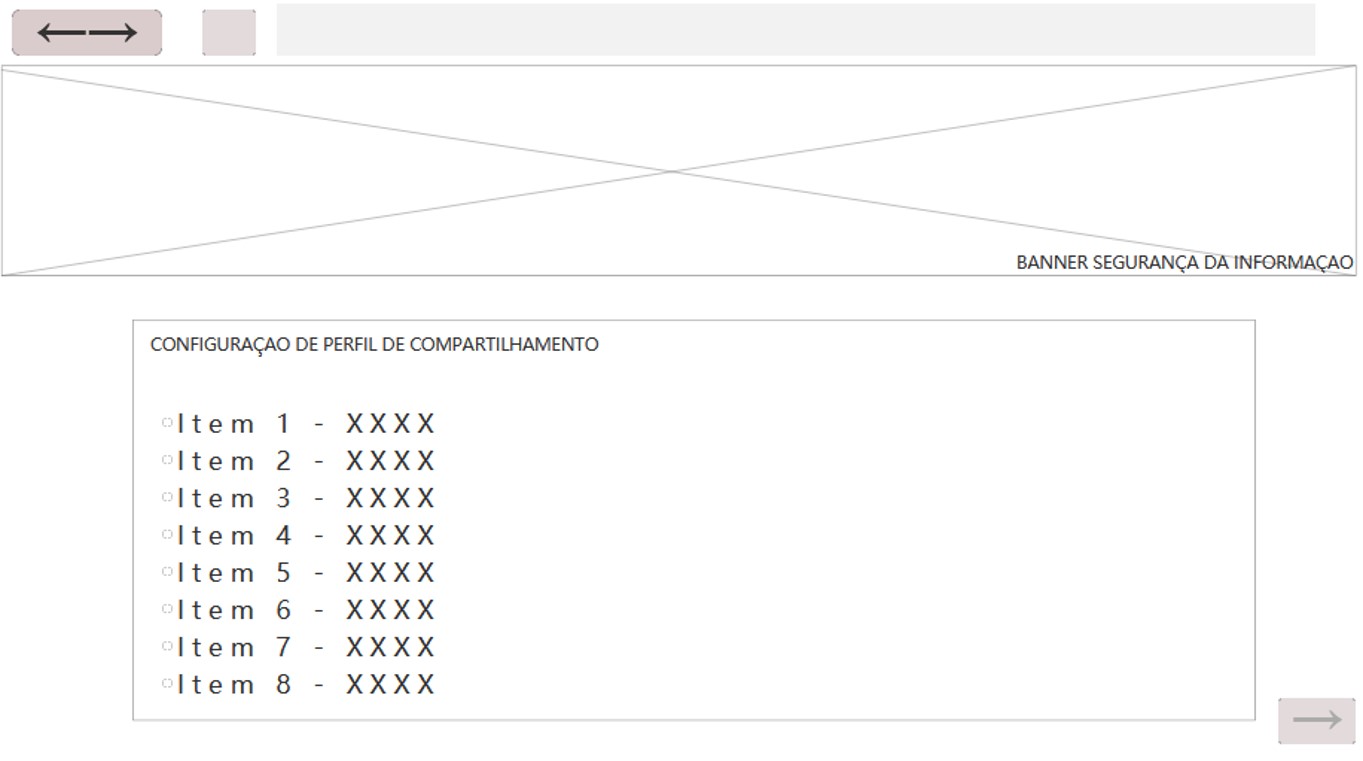 BANNER SEGURANÇA DA INFORMAÇAO
CONFIGURAÇAO DE PERFIL DE COMPARTILHAMENTO
Item 1 - XXXX
Item 2 - XXXX
Item 3 - XXXX
Item 4 - XXXX
Item 5 - XXXX
Item 6 - XXXX
Item 7 - XXXX
Item 8 - XXXX